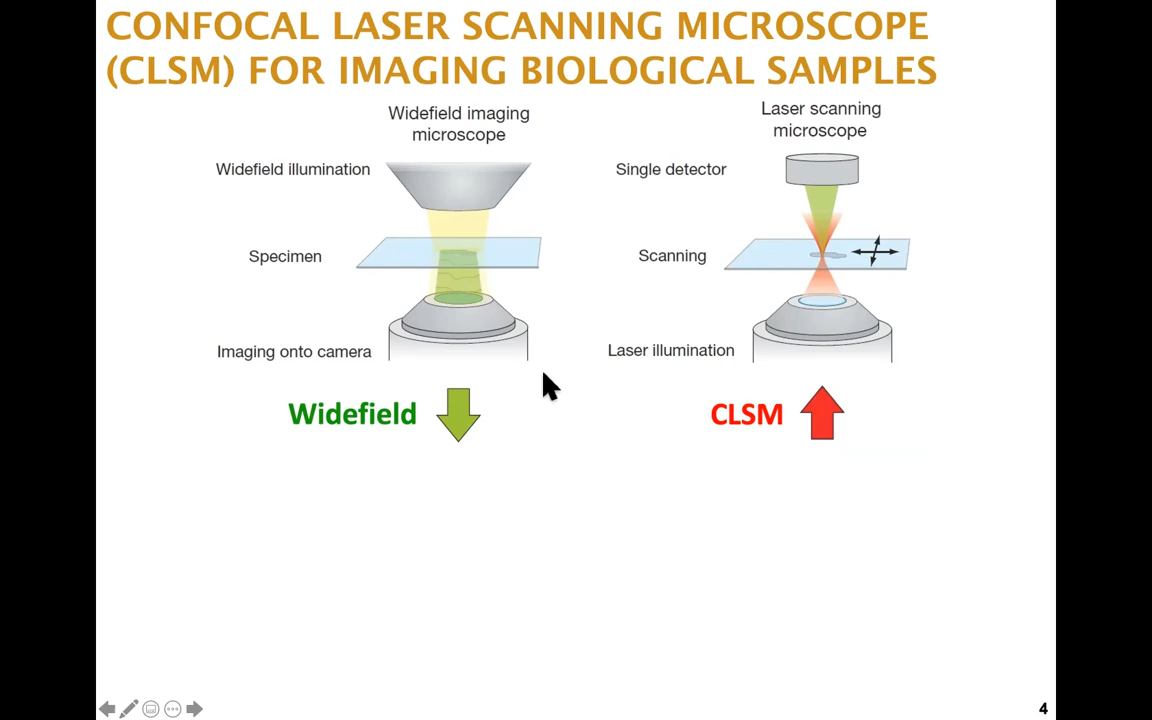 CONFOCAL LASER SCANNING MICROSCOPE
(CLSM) FOR IMAGING BIOLOGICAL SAMPLES
Widefield imaging
microscope
Widefield illumination
Specimen
Imaging onto camera
Widefield
Laser scanning
microscope
Single detector
Scanning
Laser illumination
CLSM
4